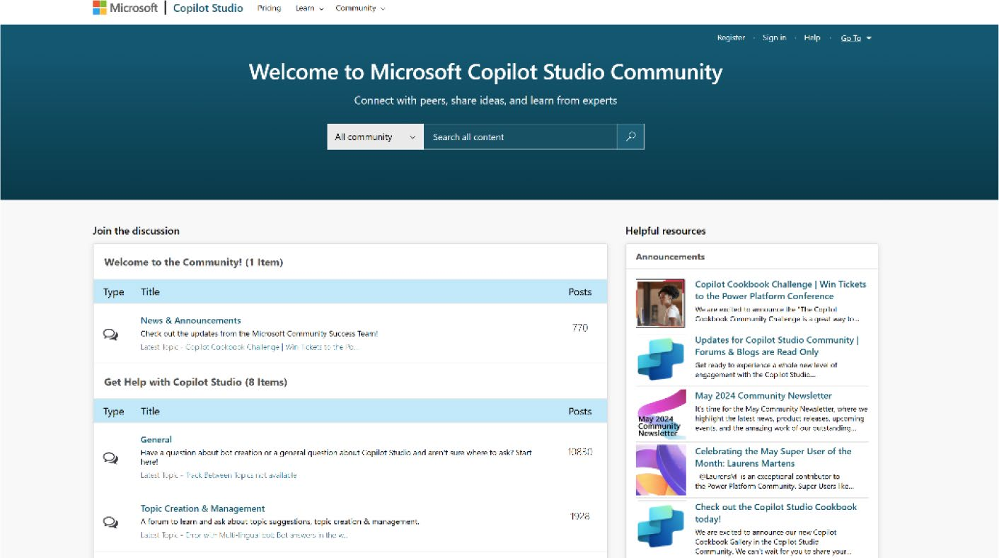 Microsoft | Copilot Studio Pricing Learn Community
Register · Sign in · Help · Go To
Welcome to Microsoft Copilot Studio Community
Connect with peers, share ideas, and learn from experts
All community Search all content
Join the discussion
Welcome to the Community! (1 Item)
Type Title Posts
News & Announcements
Check out the updates from the Microsoft Community Success Team!
770
Latest Topic - Copilot Cookbook Challenge | Win Tickets to the Po...
Get Help with Copilot Studio (8 Items)
Type Title Posts
General
Have a question about bot creation or a general question about Copilot Studio and aren't sure where to ask? Start
here!
10830
Latest Topic - Track Between Topics not available
Topic Creation & Management
A forum to learn and ask about topic suggestions, topic creation & management.
1928
Latest Topic - Error with Multi-lingual bot: Bot answers in the w...
Helpful resources
Announcements
Copilot Cookbook Challenge | Win Tickets
to the Power Platform Conference
We are excited to announce the "The Copilot
Cookbook Community Challenge is a great way to...
Updates for Copilot Studio Community |
Forums & Blogs are Read Only
Get ready to experience a whole new level of
engagement with the Copilot Studio...
May 2024
Community
Newsletter
May 2024 Community Newsletter
It's time for the May Community Newsletter, where we
highlight the latest news, product releases, upcoming
events, and the amazing work of our outstanding...
Celebrating the May Super User of the
Month: Laurens Martens
@LaurensM is an exceptional contributor to
the Power Platform Community. Super Users like...
Check out the Copilot Studio Cookbook
today!
We are excited to announce our new Copilot
Cookbook Gallery in the Copilot Studio
Community. We can't wait for you to share your...